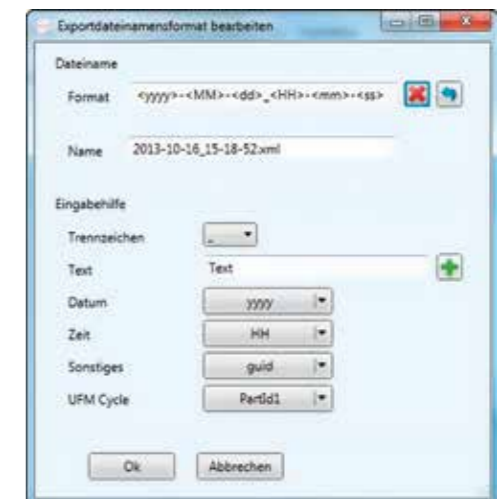 Exportdateinamensformat bearbeiten
Dateiname
Format <yyyy>-<MM>-<dd>_<HH>-<mm>-<ss>
Name 2013-10-16_15-18-52.xml
Eingabehilfe
Trennzeichen _
Text Text
Datum yyyy
Zeit HH
Sonstiges guid
UFM Cycle PartId1
Ok Abbrechen